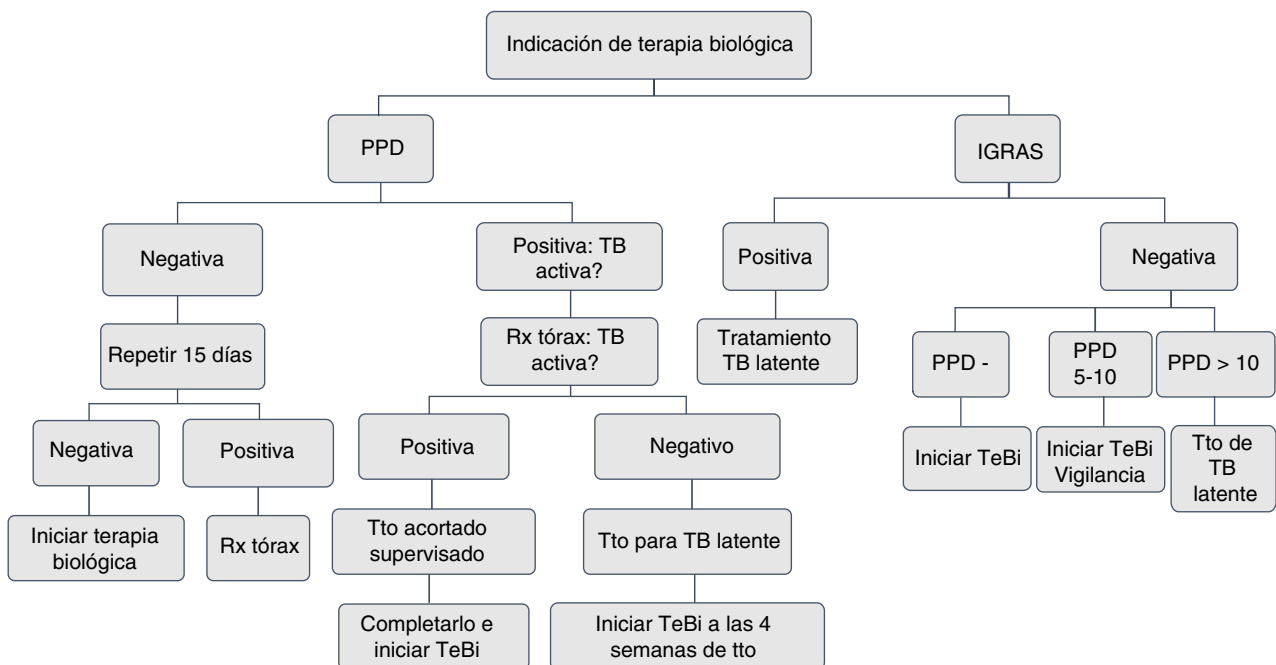 Indicación de terapia biológica
PPD
IGRAS
Negativa
Positiva: TB
activa?
Positiva
Negativa
Repetir 15 días
Rx tórax: TB
activa?
Tratamiento
TB latente
PPD -
PPD
5-10
PPD > 10
Negativa
Positiva
Positiva
Negativo
Iniciar TeBi
Iniciar TeBi
Vigilancia
Tto de
TB
latente
Iniciar terapia
biológica
Rx tórax
Tto acortado
supervisado
Tto para TB latente
Completarlo e
iniciar TeBi
Iniciar TeBi a las 4
semanas de tto